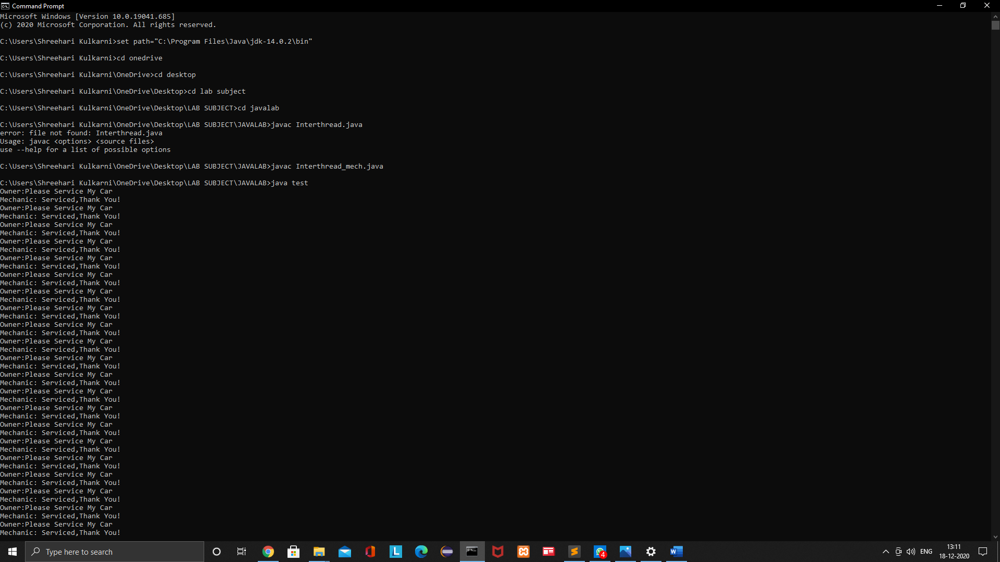 Command Prompt
Microsoft Windows [Version 10.0.19041.685]
(c) 2020 Microsoft Corporation. All rights reserved.
C:\Users\Shreehari Kulkarni>set path="C:\Program Files\Java\jdk-14.0.2\bin"
C:\Users\Shreehari Kulkarni>cd onedrive
C:\Users\Shreehari Kulkarni\OneDrive>cd desktop
C:\Users\Shreehari Kulkarni\OneDrive\Desktop>cd lab subject
C:\Users\Shreehari Kulkarni\OneDrive\Desktop\LAB SUBJECT>cd javalab
C:\Users\Shreehari Kulkarni\OneDrive\Desktop\LAB SUBJECT\JAVALAB>javac Interthread.java
error: file not found: Interthread.java
Usage: javac <options> <source files>
use --help for a list of possible options
C:\Users\Shreehari Kulkarni\OneDrive\Desktop\LAB SUBJECT\JAVALAB>javac Interthread_mech.java
C:\Users\Shreehari Kulkarni\OneDrive\Desktop\LAB SUBJECT\JAVALAB>java test
Owner:Please Service My Car
Mechanic: Serviced,Thank You!
Owner:Please Service My Car
Mechanic: Serviced,Thank You!
Owner:Please Service My Car
Mechanic: Serviced,Thank You!
Owner:Please Service My Car
Mechanic: Serviced,Thank You!
Owner:Please Service My Car
Mechanic: Serviced,Thank You!
Owner:Please Service My Car
Mechanic: Serviced,Thank You!
Owner:Please Service My Car
Mechanic: Serviced,Thank You!
Owner:Please Service My Car
Mechanic: Serviced,Thank You!
Owner:Please Service My Car
Mechanic: Serviced,Thank You!
Owner:Please Service My Car
Mechanic: Serviced,Thank You!
Owner:Please Service My Car
Mechanic: Serviced,Thank You!
Owner:Please Service My Car
Mechanic: Serviced,Thank You!
Owner:Please Service My Car
Mechanic: Serviced,Thank You!
Owner:Please Service My Car
Mechanic: Serviced,Thank You!
Owner:Please Service My Car
Mechanic: Serviced,Thank You!
Owner:Please Service My Car
Mechanic: Serviced,Thank You!
Owner:Please Service My Car
Mechanic: Serviced,Thank You!
Owner:Please Service My Car
Mechanic: Serviced,Thank You!
Owner:Please Service My Car
Mechanic: Serviced,Thank You!
Owner:Please Service My Car
Mechanic: Serviced,Thank You!
Owner:Please Service My Car
Mechanic: Serviced,Thank You!
Type here to search
L
4
W
ENG
13:11
18-12-2020